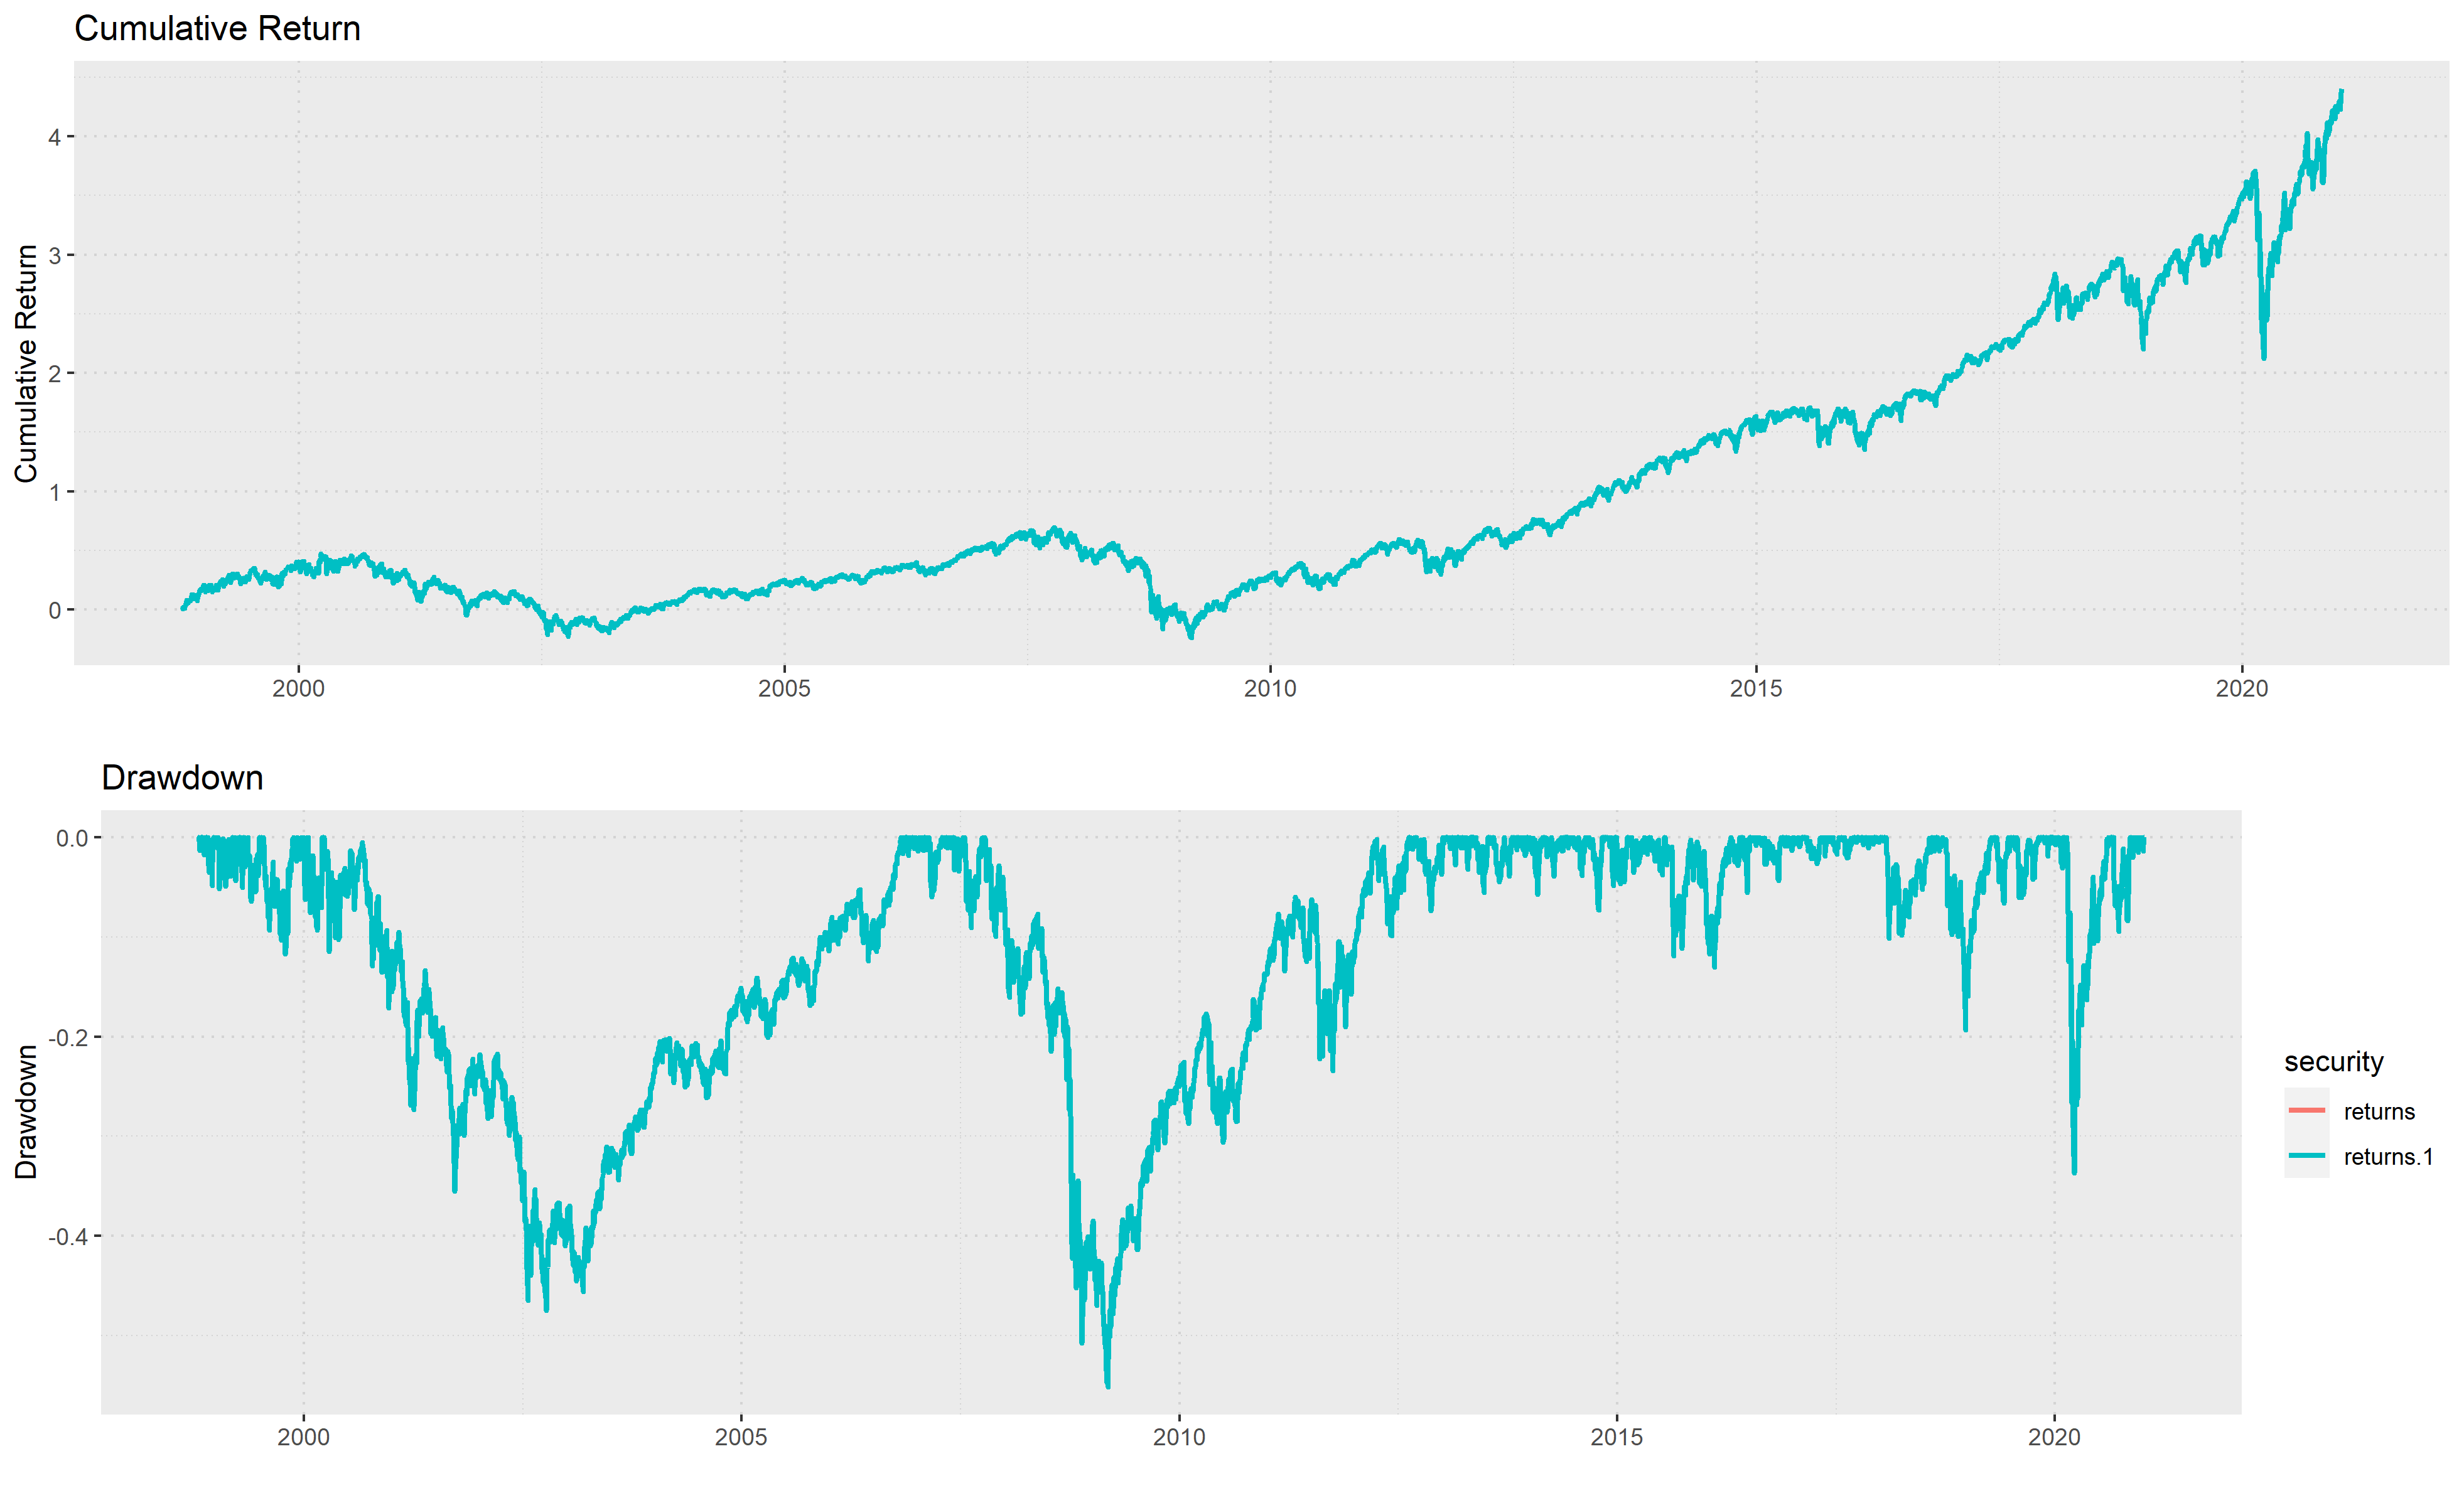 Cumulative Return
Cumulative Return
4
3
2
1
0
2000 2005 2010 2015 2020
Drawdown
Drawdown
0.0
-0.2
-0.4
2000 2005 2010 2015 2020
security
returns
returns.1